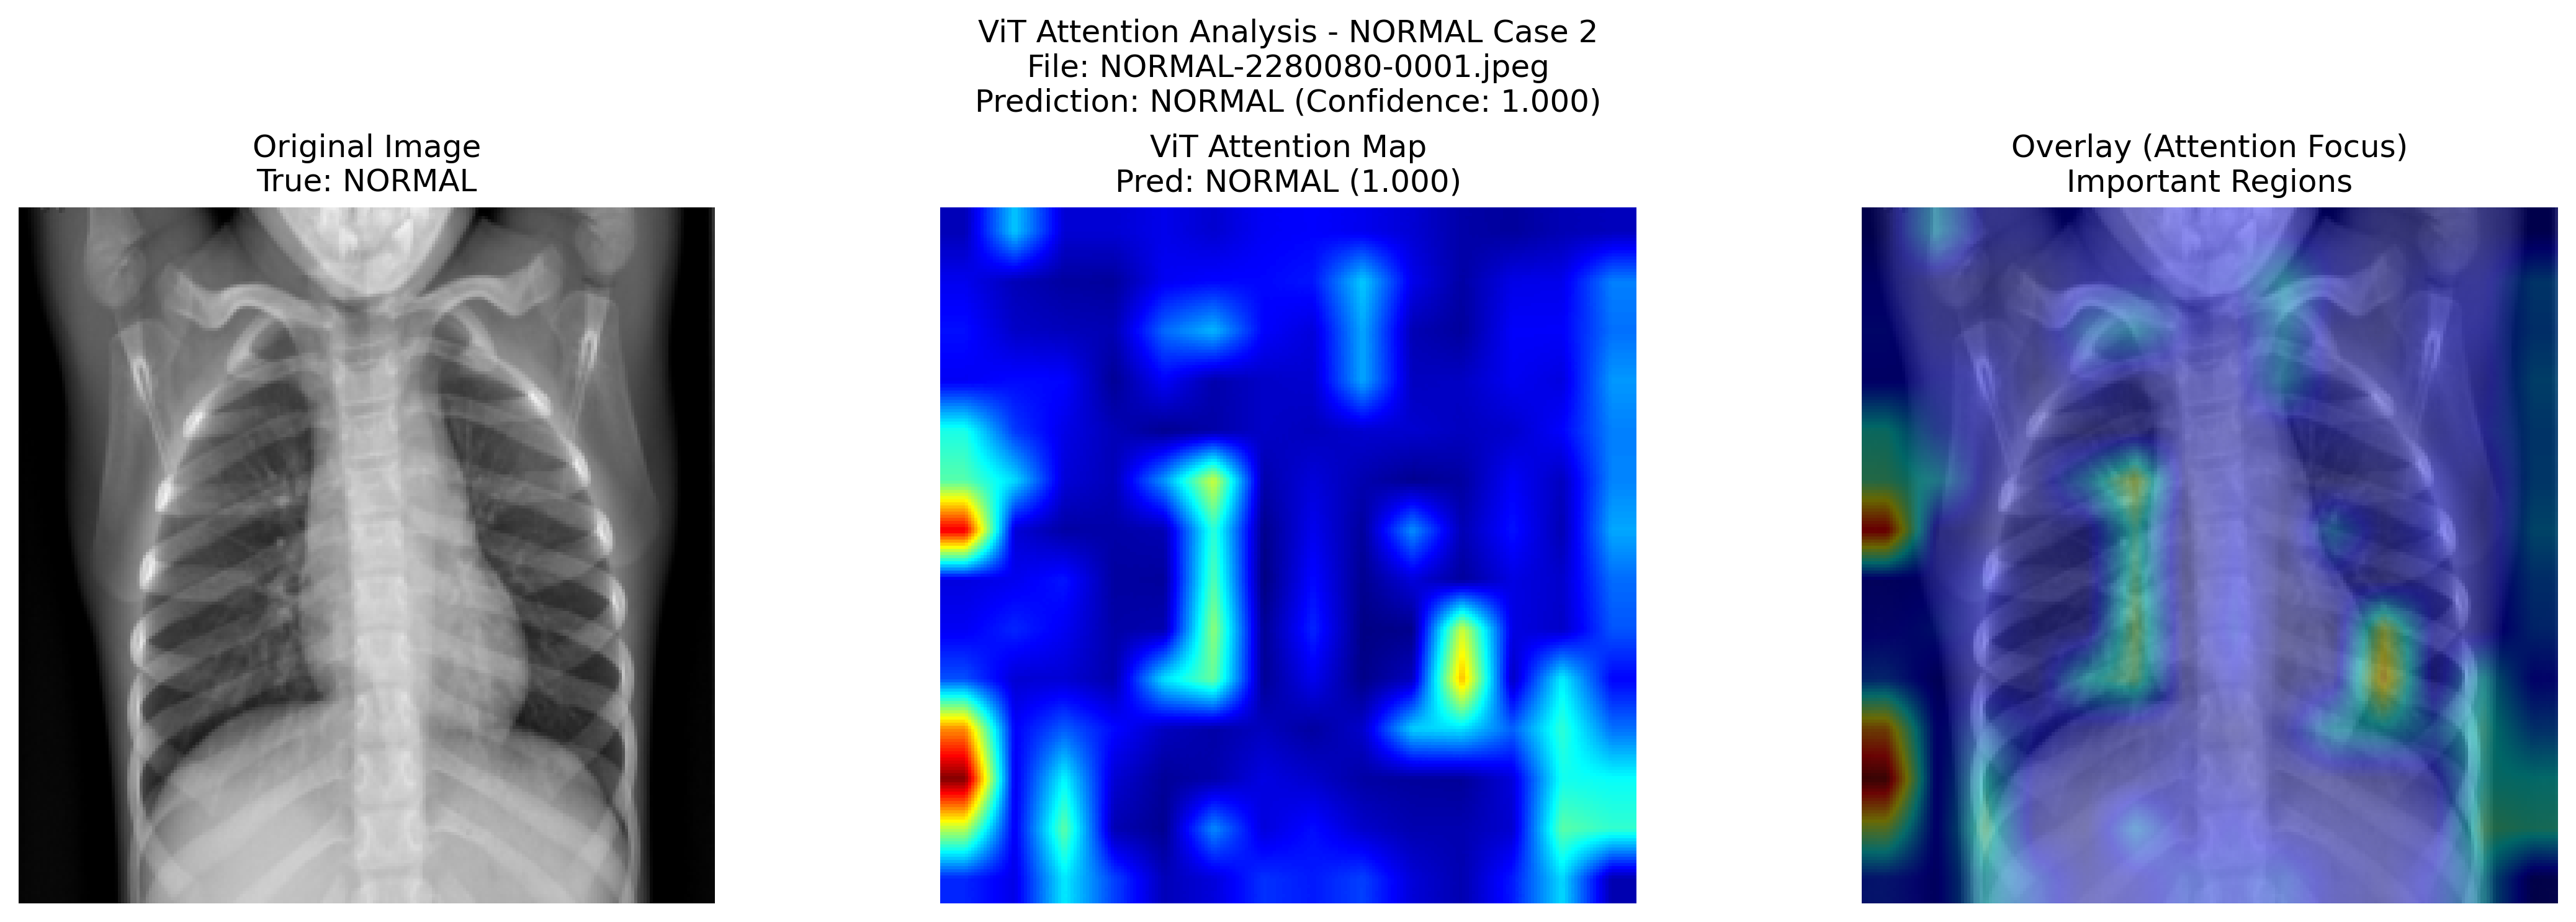 ViT Attention Analysis - NORMAL Case 2
File: NORMAL-2280080-0001.jpeg
Prediction: NORMAL (Confidence: 1.000)
Original Image
True: NORMAL
ViT Attention Map
Pred: NORMAL (1.000)
Overlay (Attention Focus)
Important Regions